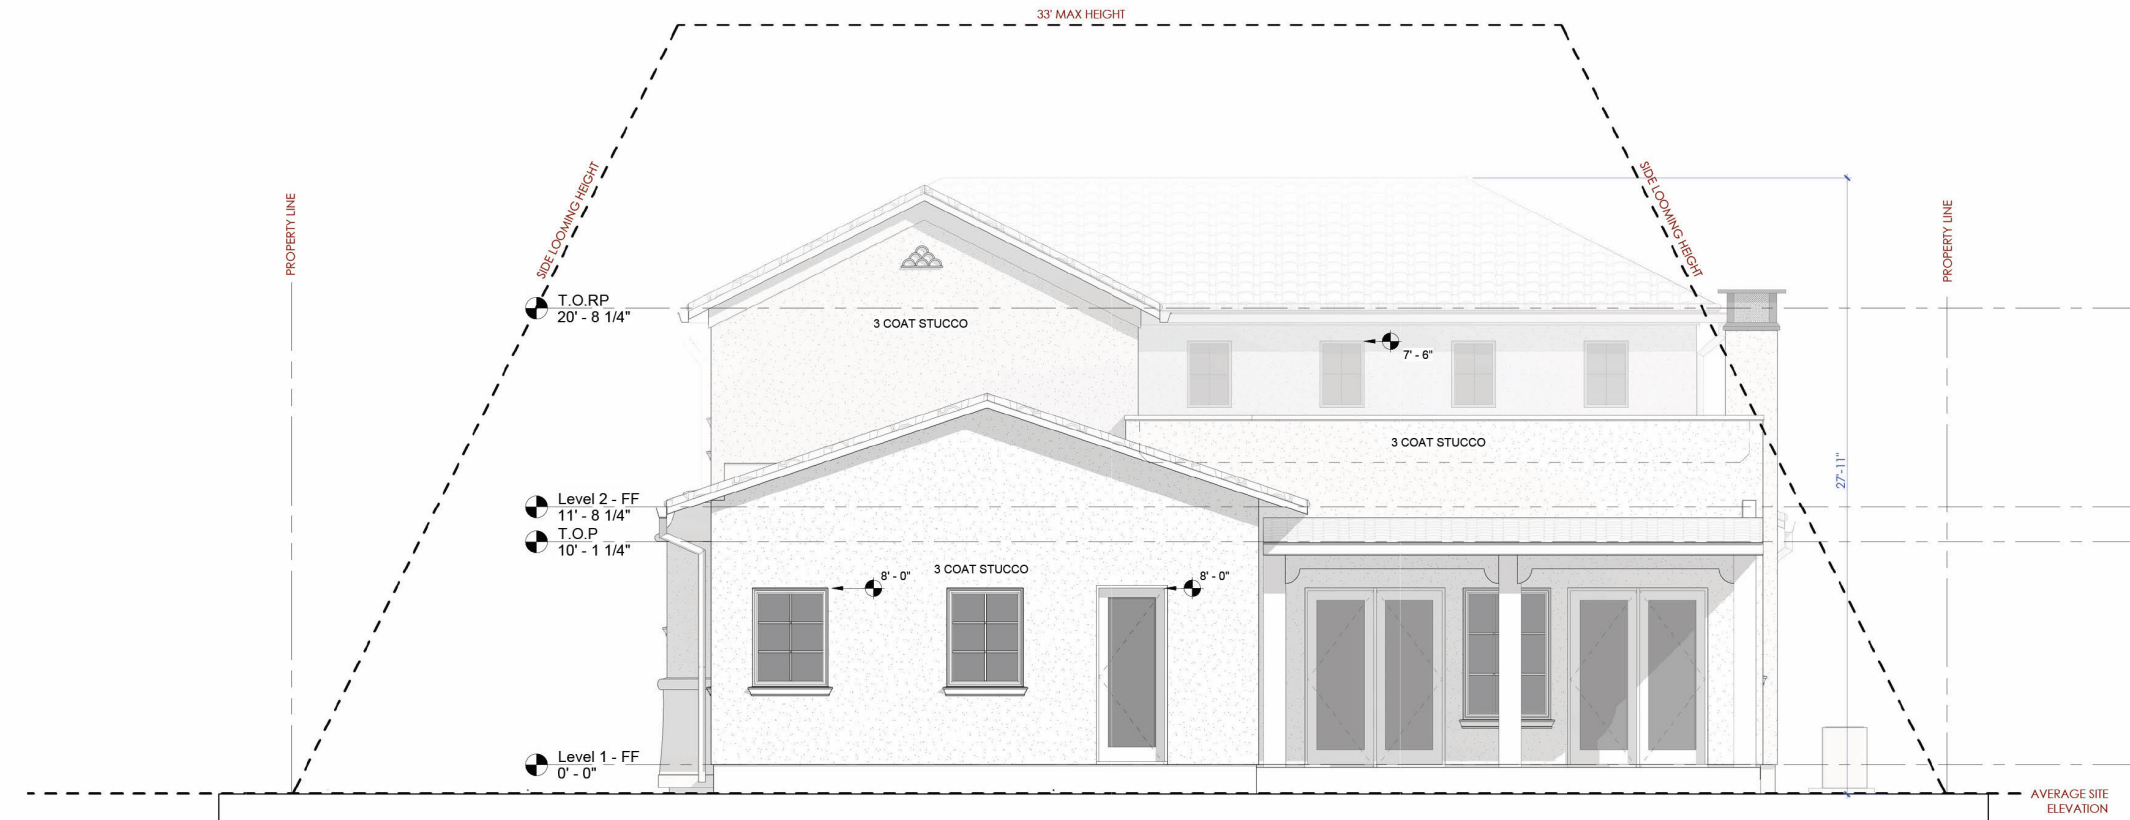 33' MAX HEIGHT
PROPERTY LINE
SIDE LOOMING HEIGHT
SIDE LOOMING HEIGHT
PROPERTY LINE
T.O.RP
20' - 8 1/4"
3 COAT STUCCO
7' - 6"
3 COAT STUCCO
27'-11"
Level 2 - FF
11' - 8 1/4"
T.O.P
10' - 1 1/4"
3 COAT STUCCO
8' - 0"
8' - 0"
Level 1 - FF
0' - 0"
AVERAGE SITE
ELEVATION